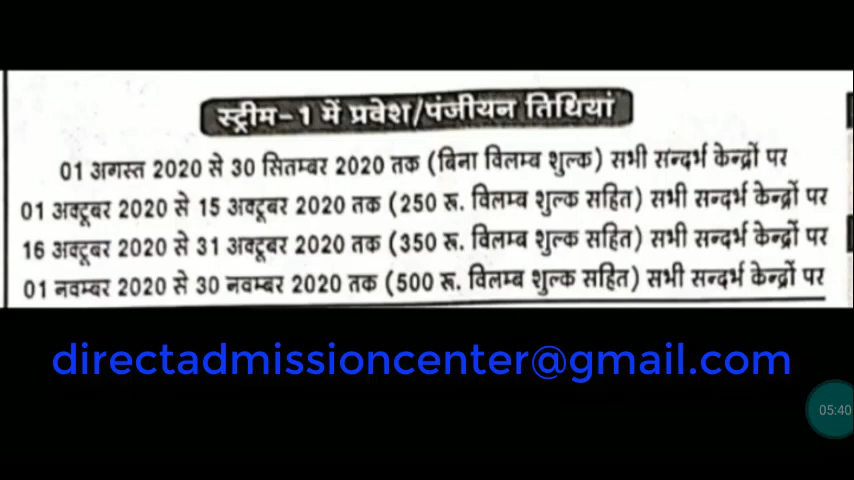 स्ट्रीम-1 में प्रवेश/पंजीयन तिथियां
01 अगस्त 2020 से 30 सितम्बर 2020 तक (बिना विलम्ब शुल्क) सभी संन्दर्भ केन्द्रों पर
01 अक्टूबर 2020 से 15 अक्टूबर 2020 तक (250 रू. विलम्ब शुल्क सहित) सभी सन्दर्भ केन्द्रों पर
16 अक्टूबर 2020 से 31 अक्टूबर 2020 तक (350 रू. विलम्ब शुल्क सहित) सभी सन्दर्भ केन्द्रों पर
01 नवम्बर 2020 से 30 नवम्बर 2020 तक (500 रू. विलम्ब शुल्क सहित) सभी सन्दर्भ केन्द्रों पर
directadmissioncenter@gmail.com
05:40